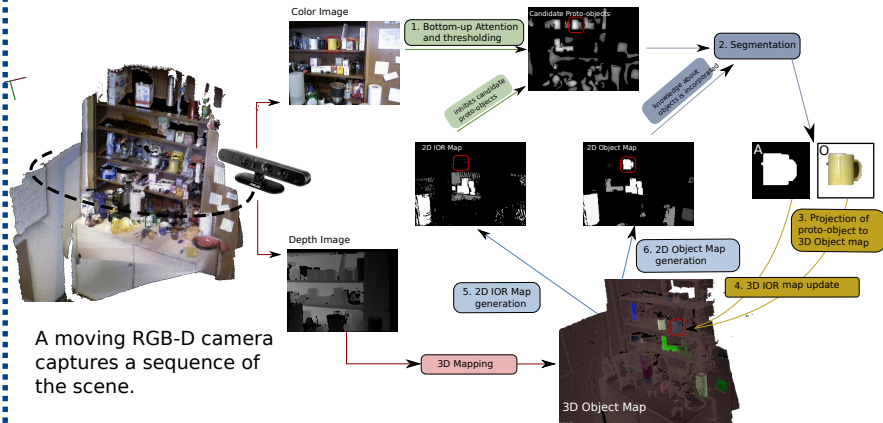 Color Image
1. Bottom-up Attention
and thresholding
Candidate Proto-objects
2. Segmentation
inhibits candidate
proto-objects
knowledge about
objects is incorporated
2D IOR Map
2D Object Map
A
O
3. Projection of
proto-object to
3D Object map
Depth Image
6. 2D Object Map
generation
5. 2D IOR Map
generation
4. 3D IOR map update
A moving RGB-D camera
captures a sequence of
the scene.
3D Mapping
3D Object Map